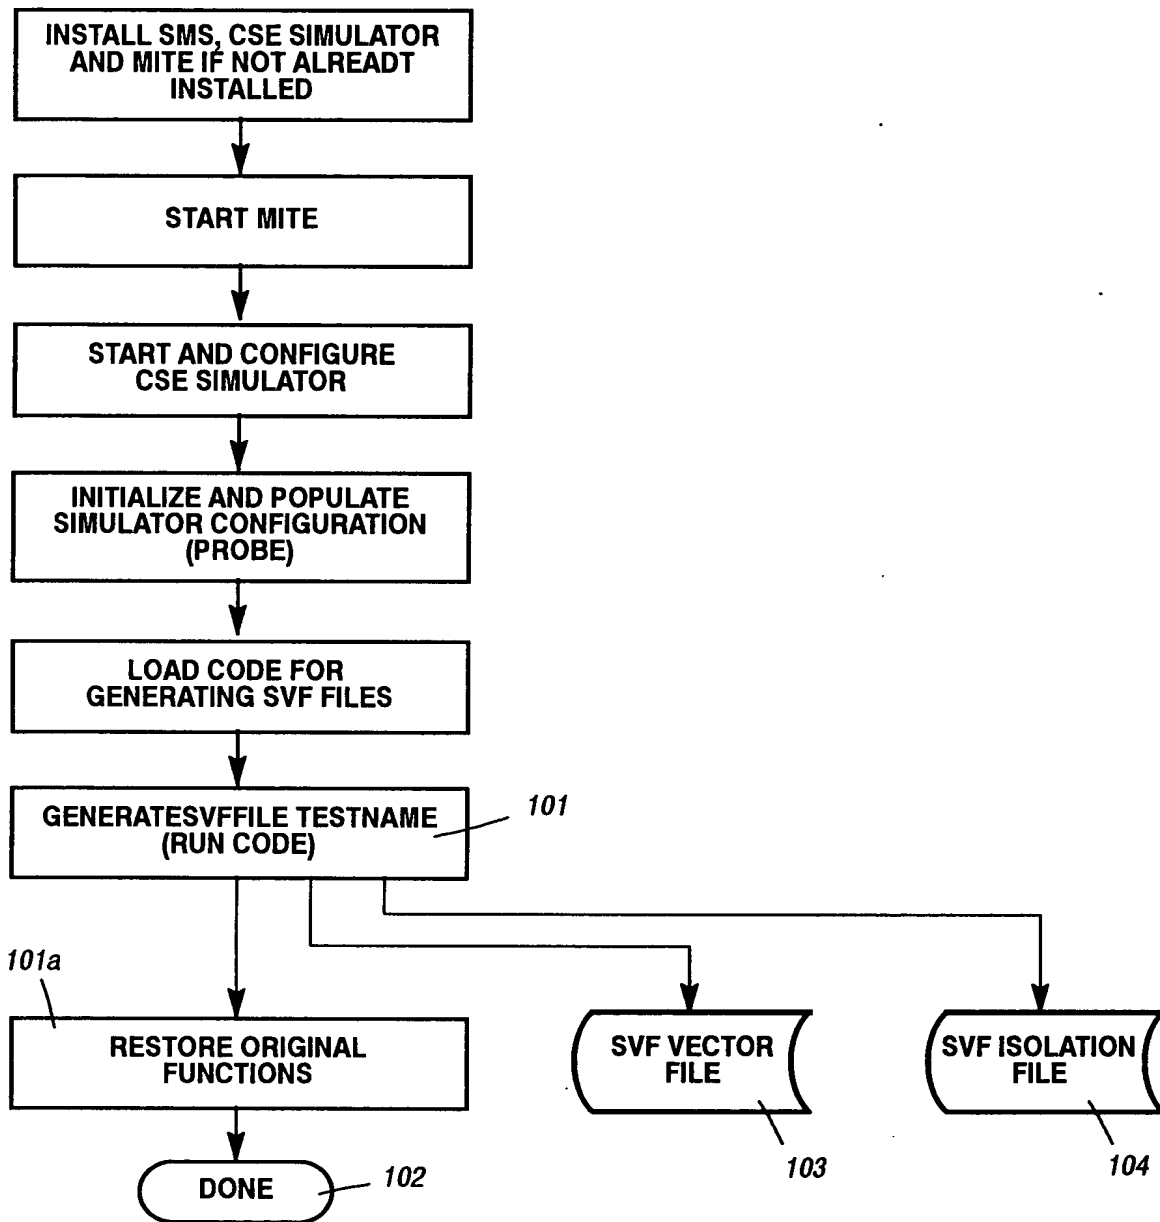 INSTALL SMS, CSE SIMULATOR
AND MITE IF NOT ALREADT
INSTALLED
START MITE
START AND CONFIGURE
CSE SIMULATOR
INITIALIZE AND POPULATE
SIMULATOR CONFIGURATION
(PROBE)
LOAD CODE FOR
GENERATING SVF FILES
GENERATESVFFILE TESTNAME
(RUN CODE)
101
101a
RESTORE ORIGINAL
FUNCTIONS
SVF VECTOR
FILE
103
SVF ISOLATION
FILE
104
DONE
102